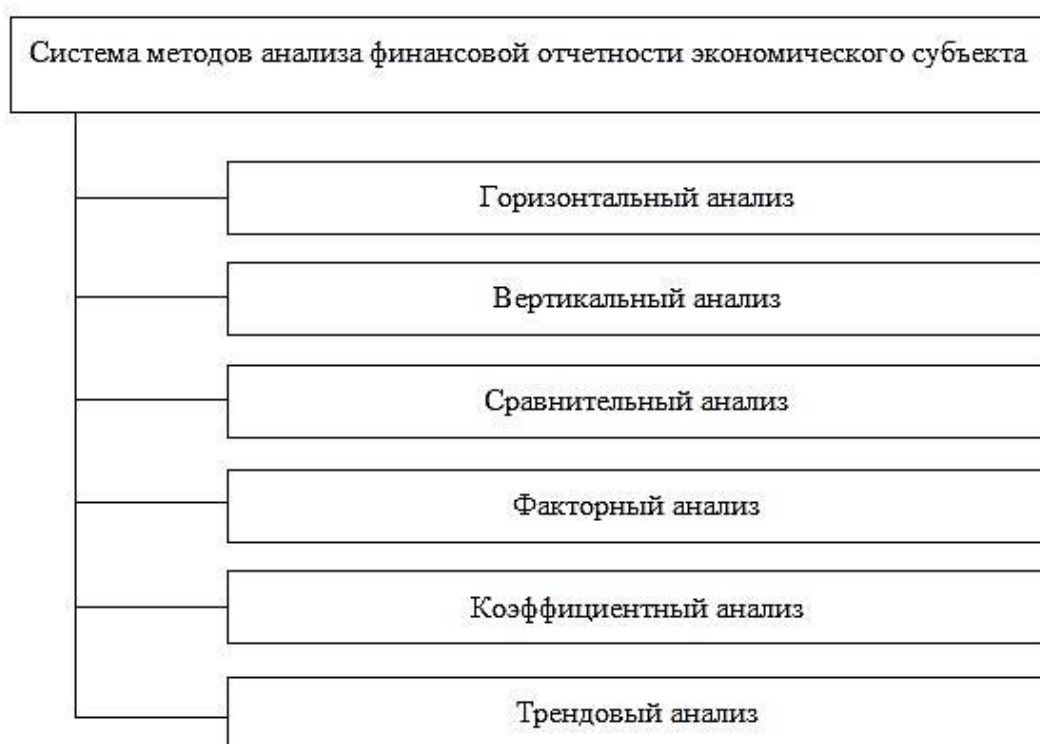 Система методов анализа финансовой отчетности экономического субъекта
Горизонтальный анализ
Вертикальный анализ
Сравнительный анализ
Факторный анализ
Коэффициентный анализ
Трендовый анализ